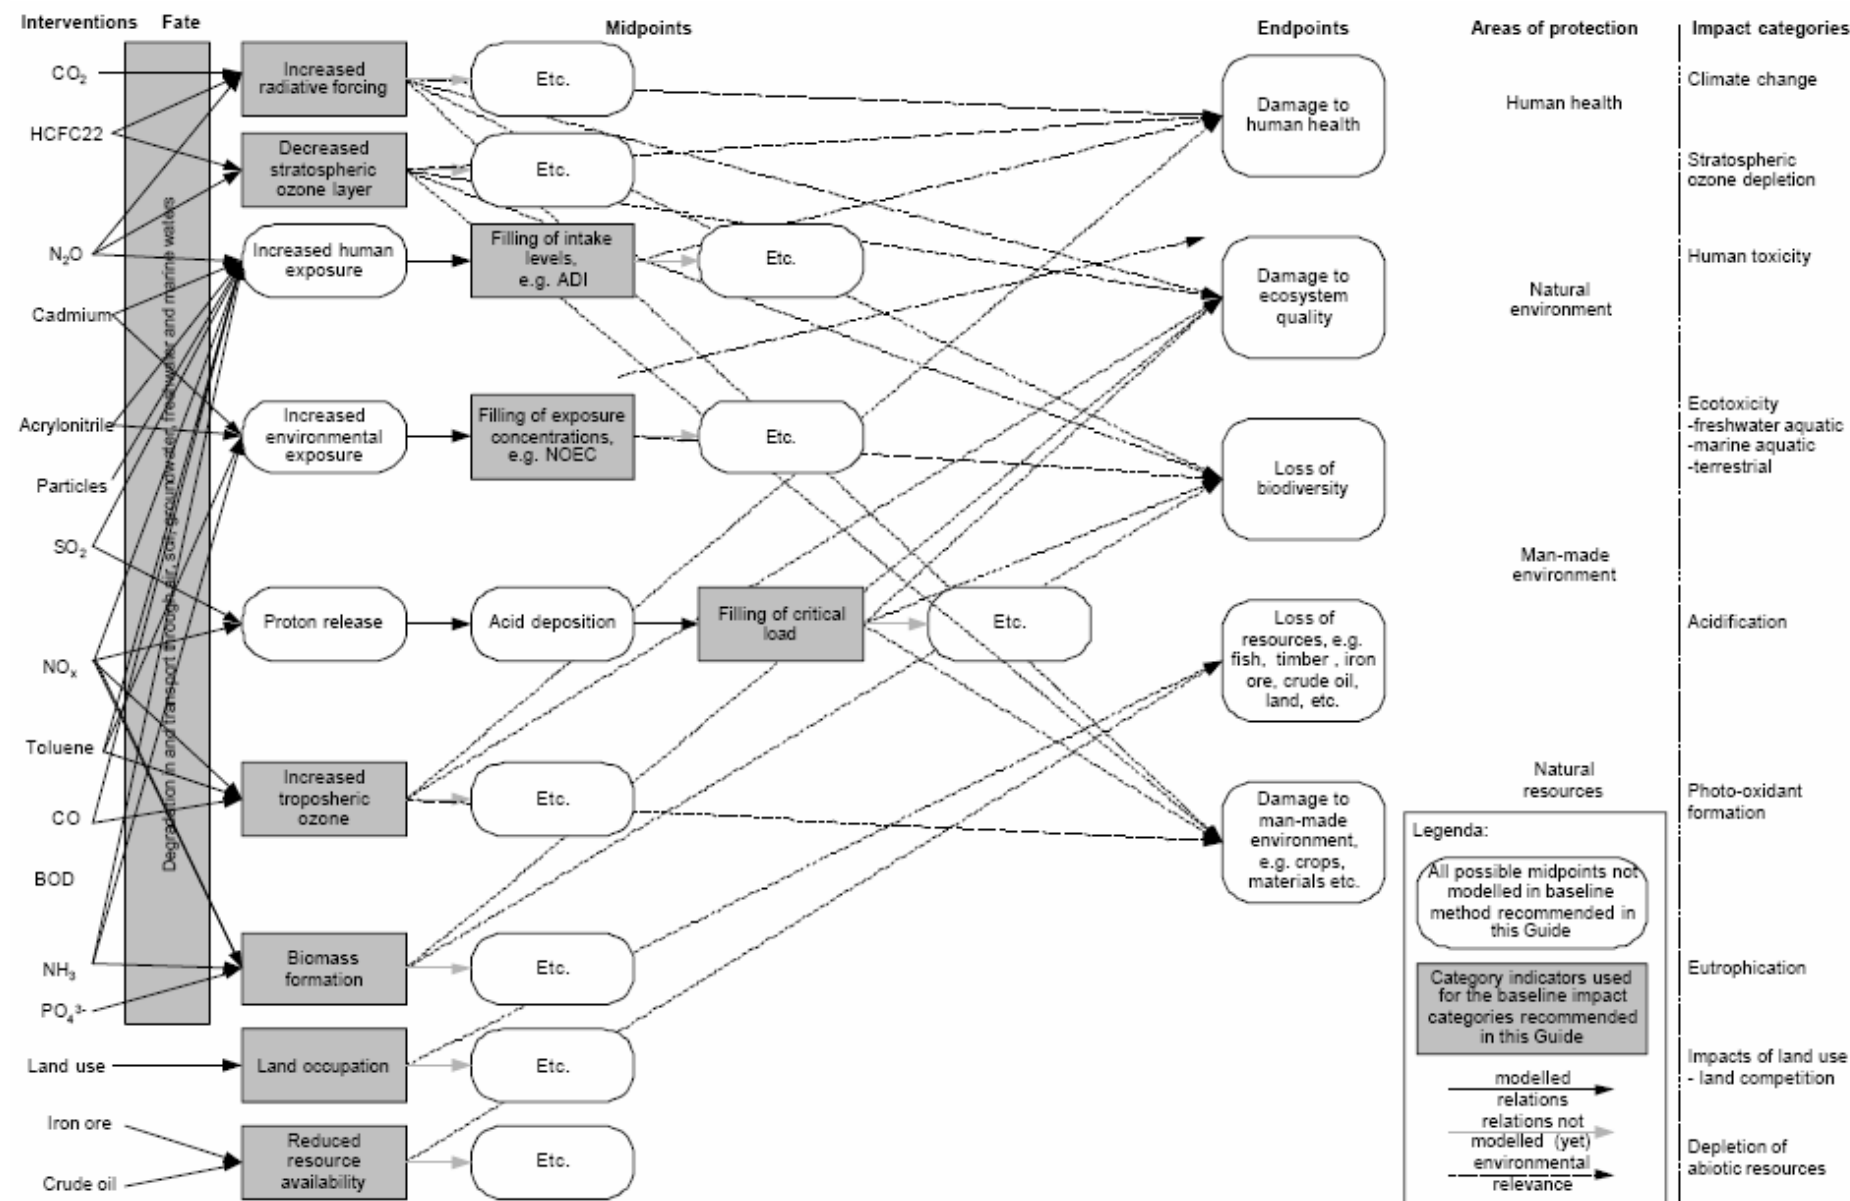 Interventions
Fate
Midpoints
Endpoints
Areas of protection
Impact categories
CO₂
HCFC22
N₂O
Cadmium
Acrylonitrile
Particles
SO₂
NOₓ
Toluene
CO
BOD
NH₃
PO₄³⁻
Land use
Iron ore
Crude oil
Degradation in and transport through air, soil, groundwater, freshwater and marine waters
Increased
radiative forcing
Etc.
Decreased
stratospheric
ozone layer
Etc.
Increased human
exposure
Filling of intake
levels,
e.g. ADI
Etc.
Increased
environmental
exposure
Filling of exposure
concentrations,
e.g. NOEC
Etc.
Proton release
Acid deposition
Filling of critical
load
Etc.
Increased
troposheric
ozone
Etc.
Biomass
formation
Etc.
Land occupation
Etc.
Reduced
resource
availability
Etc.
Damage to
human health
Damage to
ecosystem
quality
Loss of
biodiversity
Loss of
resources, e.g.
fish, timber , iron
ore, crude oil,
land, etc.
Damage to
man-made
environment,
e.g. crops,
materials etc.
Human health
Natural
environment
Man-made
environment
Natural
resources
Legenda:
All possible midpoints not
modelled in baseline
method recommended in
this Guide
Category indicators used
for the baseline impact
categories recommended
in this Guide
modelled
relations
relations not
modelled (yet)
environmental
relevance
Climate change
Stratospheric
ozone depletion
Human toxicity
Ecotoxicity
-freshwater aquatic
-marine aquatic
-terrestrial
Acidification
Photo-oxidant
formation
Eutrophication
Impacts of land use
- land competition
Depletion of
abiotic resources